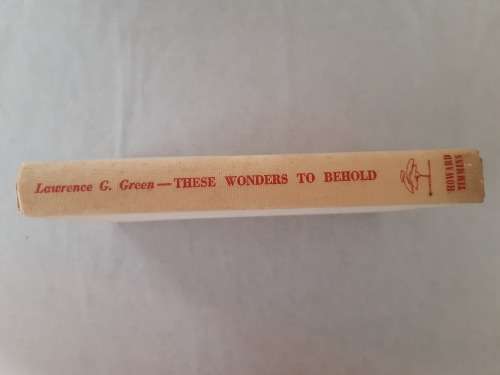 Lawrence G. Green — THESE WONDERS TO BEHOLD
HOWARD
TIMMINS